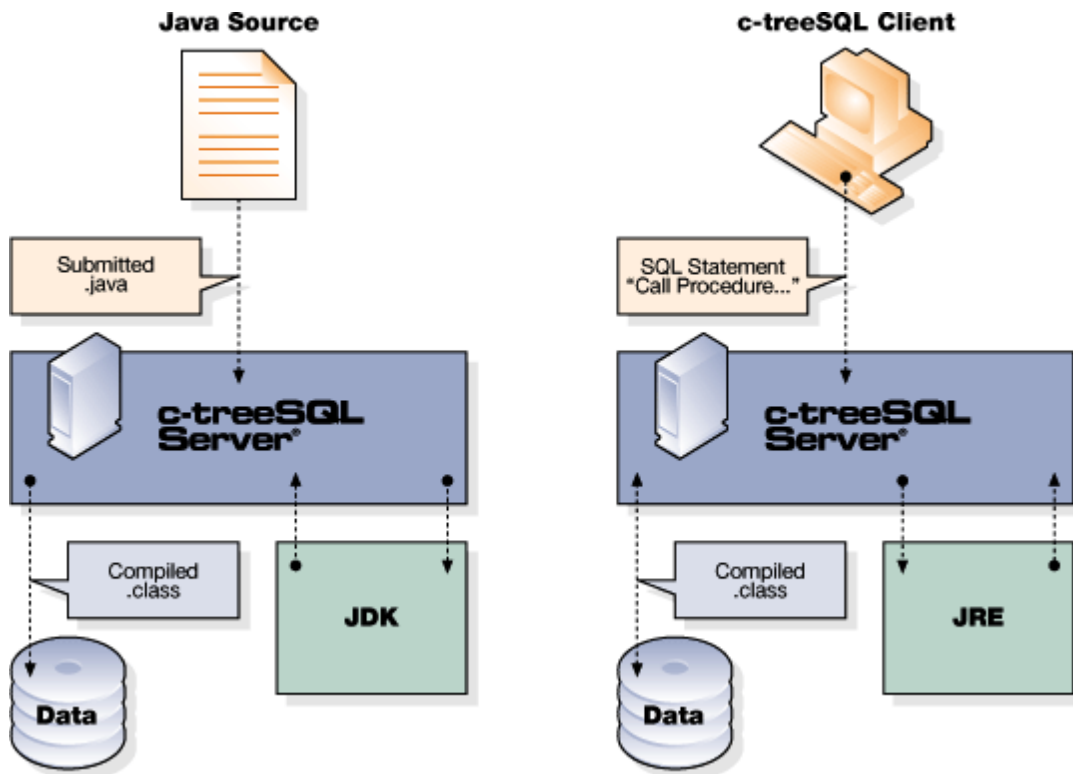 Java Source
Submitted
.java
c-treeSQL
Server®
Compiled
.class
JDK
Data
c-treeSQL Client
SQL Statement
“Call Procedure...”
c-treeSQL
Server®
Compiled
.class
JRE
Data